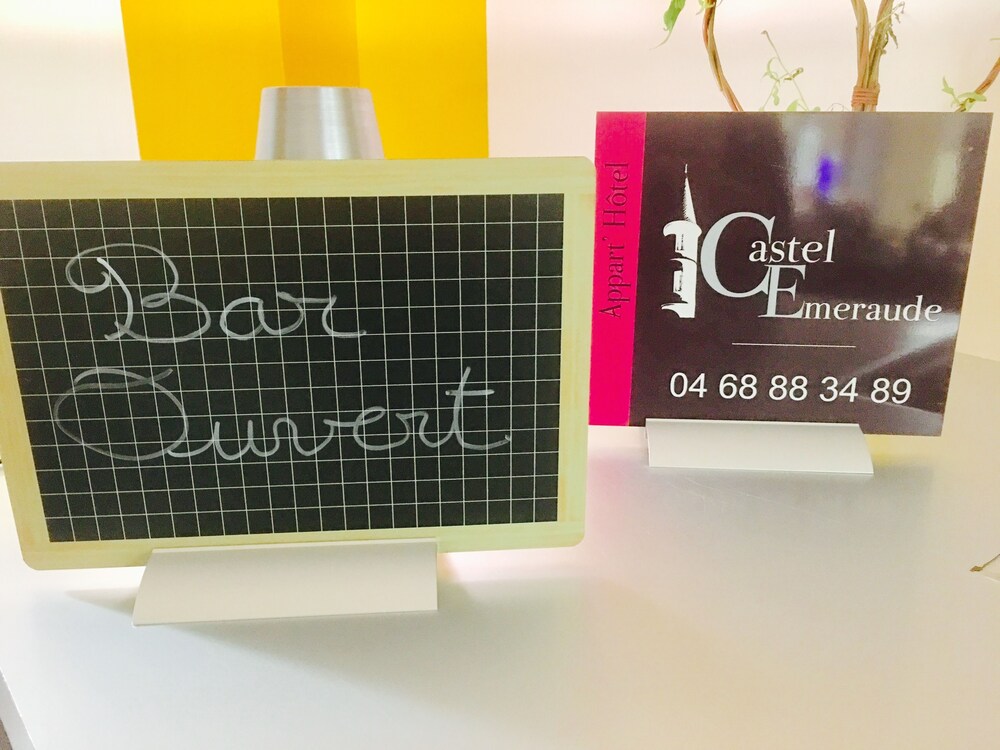 Bar
Ouvert
Appart' Hôtel
Castel
Emeraude
04 68 88 34 89